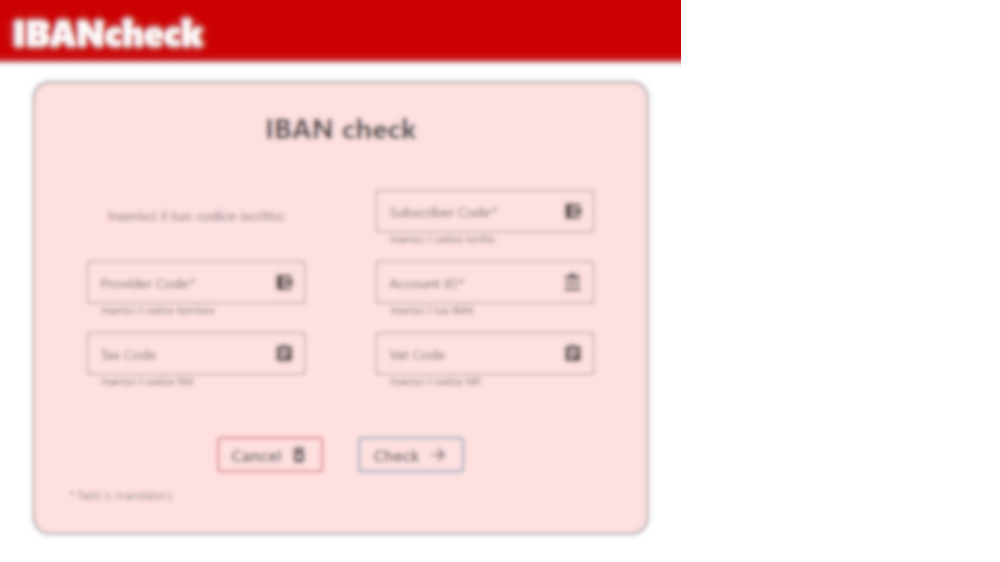 IBANcheck
IBAN check
Inserisci il tuo codice iscritto:
Subscriber Code*
Inserisci il codice iscritto
Provider Code*
Inserisci il codice fornitore
Account ID*
Inserisci il tuo IBAN
Tax Code
Inserisci il codice TAX
Vat Code
Inserisci il codice VAT
Cancel
Check
* field is mandatory